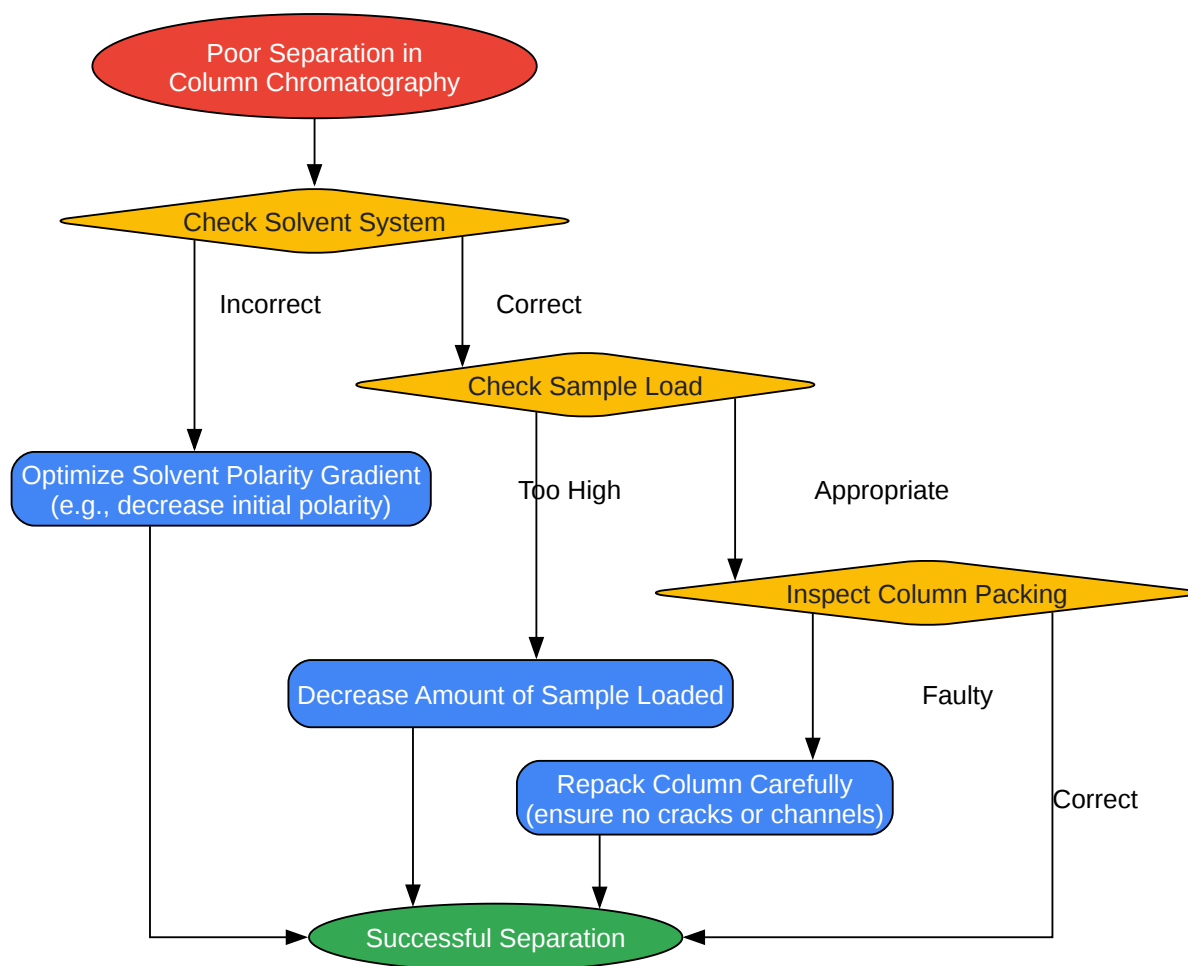 Poor Separation in
Column Chromatography
Check Solvent System
Incorrect
Correct
Check Sample Load
Optimize Solvent Polarity Gradient
(e.g., decrease initial polarity)
Too High
Appropriate
Inspect Column Packing
Decrease Amount of Sample Loaded
Faulty
Repack Column Carefully
(ensure no cracks or channels)
Correct
Successful Separation